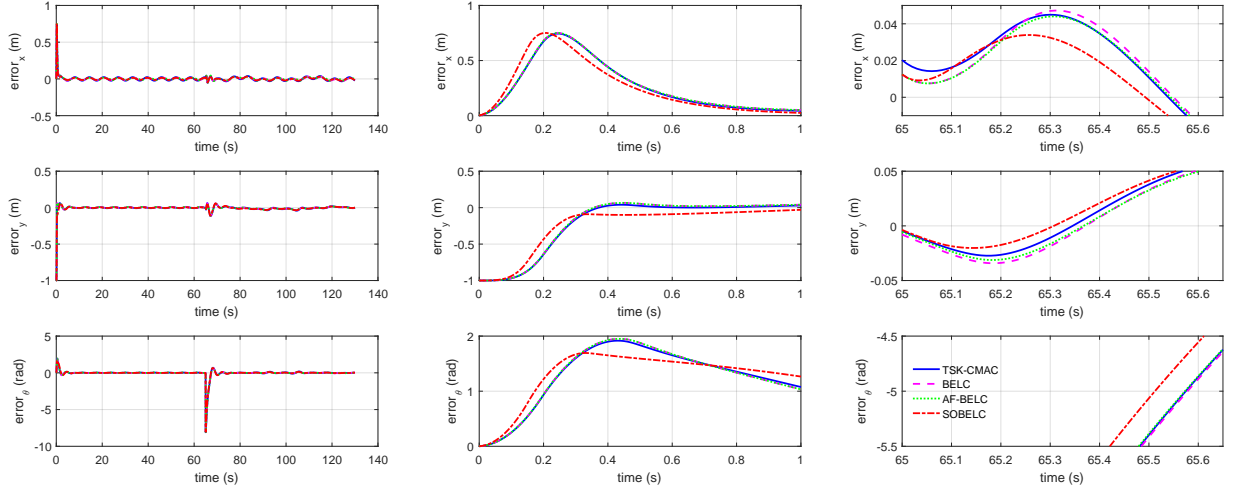 1
0.5
0
-0.5
error_x (m)
0 20 40 60 80 100 120 140
time (s)
1
0.5
0
error_x (m)
0 0.2 0.4 0.6 0.8 1
time (s)
0.04
0.02
0
error_x (m)
65 65.1 65.2 65.3 65.4 65.5 65.6
time (s)
0.5
0
-0.5
-1
error_y (m)
0 20 40 60 80 100 120 140
time (s)
0.5
0
-0.5
-1
error_y (m)
0 0.2 0.4 0.6 0.8 1
time (s)
0.05
0
-0.05
error_y (m)
65 65.1 65.2 65.3 65.4 65.5 65.6
time (s)
5
0
-5
-10
error_θ (rad)
0 20 40 60 80 100 120 140
time (s)
2
1
0
error_θ (rad)
0 0.2 0.4 0.6 0.8 1
time (s)
-4.5
-5
-5.5
error_θ (rad)
TSK-CMAC
BELC
AF-BELC
SOBELC
65 65.1 65.2 65.3 65.4 65.5 65.6
time (s)